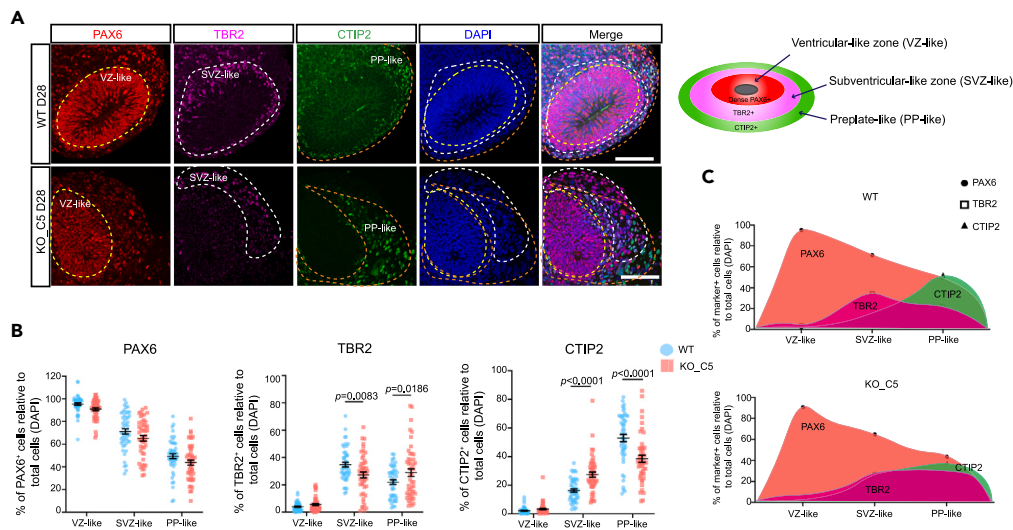 A
PAX6
TBR2
CTIP2
DAPI
Merge
WT D28
VZ-like
SVZ-like
PP-like
KO_C5 D28
VZ-like
SVZ-like
PP-like
Ventricular-like zone (VZ-like)
Subventricular-like zone (SVZ-like)
Preplate-like (PP-like)
Dense PAX6+
TBR2+
CTIP2+
B
PAX6
% of PAX6+ cells relative to
total cells (DAPI)
120
100
80
60
40
20
0
VZ-like
SVZ-like
PP-like
TBR2
% of TBR2+ cells relative to
total cells (DAPI)
100
80
60
40
20
0
p=0.0083
p=0.0186
VZ-like
SVZ-like
PP-like
CTIP2
% of CTIP2+ cells relative to
total cells (DAPI)
120
100
80
60
40
20
0
p<0.0001
p<0.0001
VZ-like
SVZ-like
PP-like
WT
KO_C5
C
PAX6
TBR2
CTIP2
WT
% of marker+ cells relative
to total cells (DAPI)
100
80
60
40
20
0
PAX6
TBR2
CTIP2
VZ-like
SVZ-like
PP-like
KO_C5
% of marker+ cells relative
to total cells (DAPI)
100
80
60
40
20
0
PAX6
TBR2
CTIP2
VZ-like
SVZ-like
PP-like